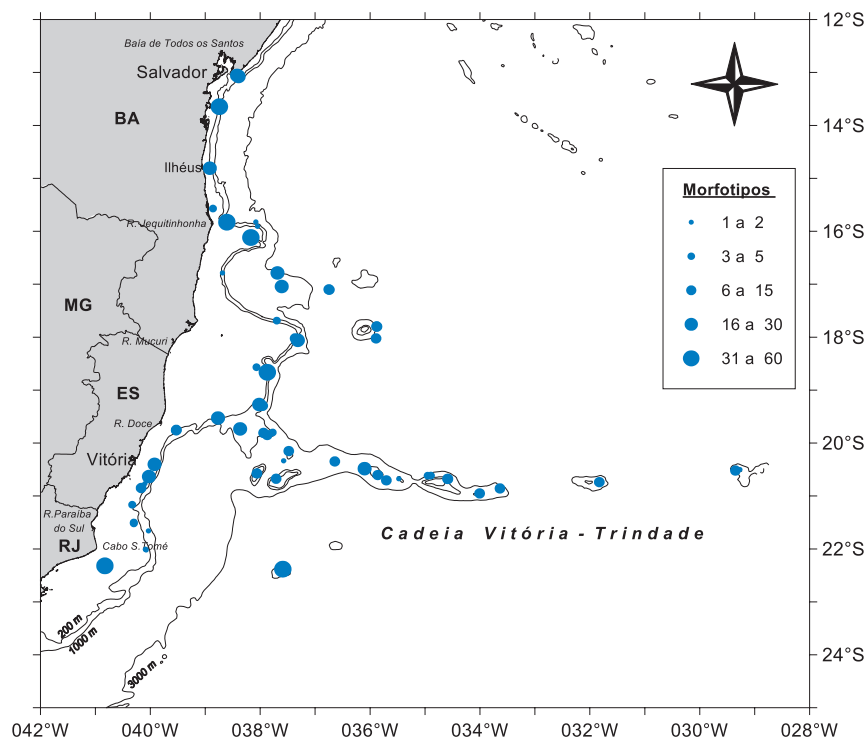 12°S
Baía de Todos os Santos
Salvador
BA
14°S
Ilhéus
Morfotipos
1 a 2
3 a 5
6 a 15
16 a 30
31 a 60
R. Jequitinhonha
16°S
MG
18°S
R. Mucuri
ES
R. Doce
20°S
Vitória
R.Paraíba
do Sul
RJ
Cabo S.Tomé
Cadeia Vitória - Trindade
22°S
200 m
1000 m
3000 m
24°S
042°W 040°W 038°W 036°W 034°W 032°W 030°W 028°W